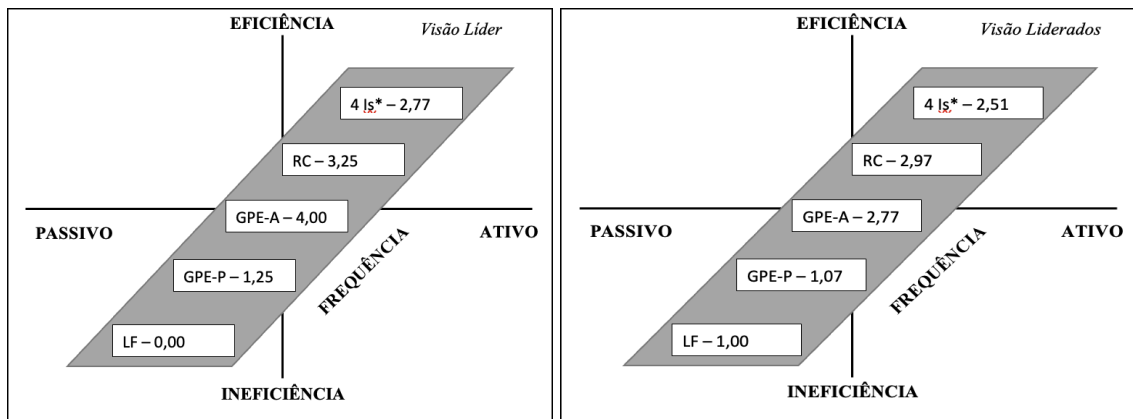 EFICIÊNCIA
Visão Líder
4 Is* – 2,77
RC – 3,25
GPE-A – 4,00
PASSIVO
ATIVO
GPE-P – 1,25
FREQUÊNCIA
LF – 0,00
INEFICIÊNCIA
EFICIÊNCIA
Visão Liderados
4 Is* – 2,51
RC – 2,97
GPE-A – 2,77
PASSIVO
ATIVO
GPE-P – 1,07
FREQUÊNCIA
LF – 1,00
INEFICIÊNCIA